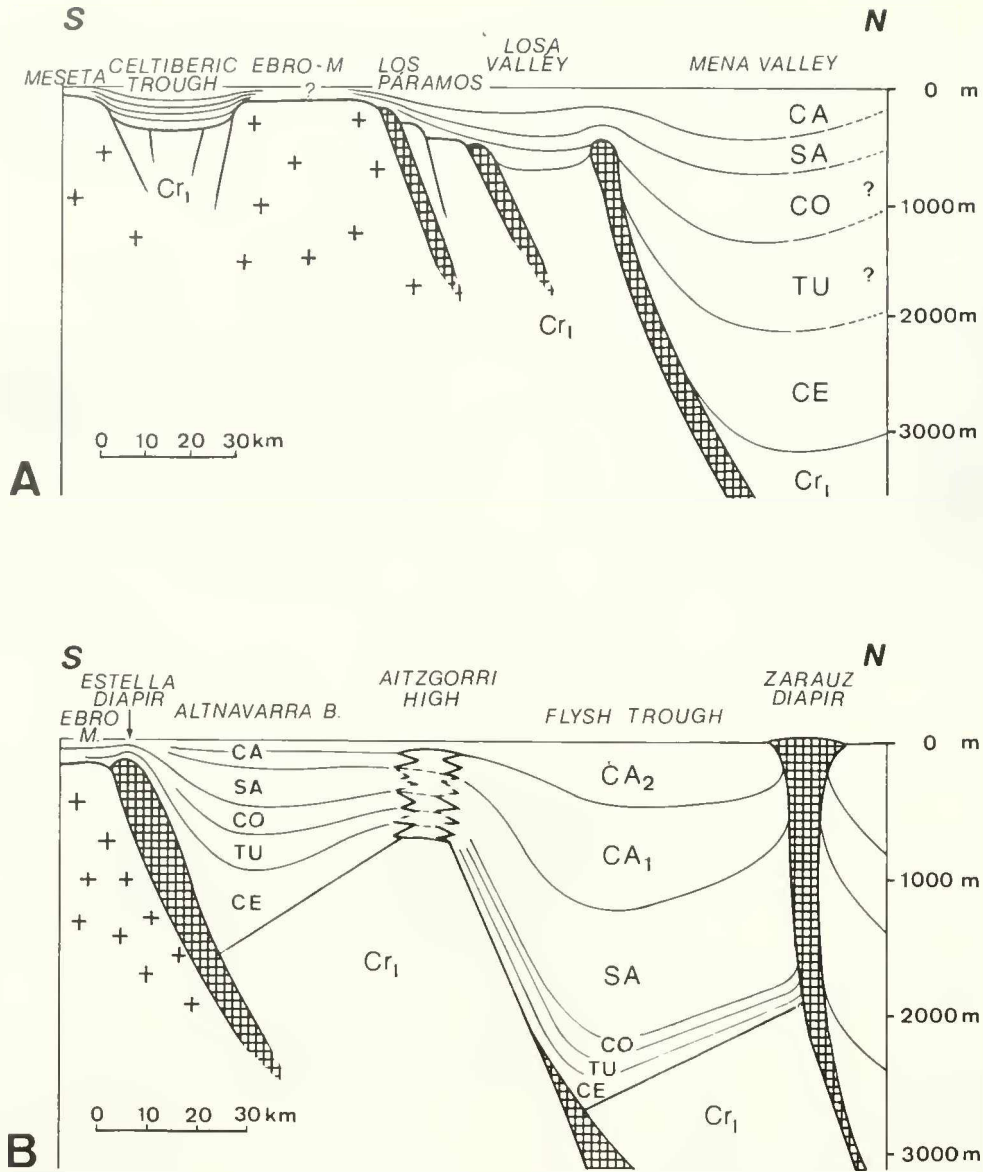 S N
MESETA CELTIBERIC TROUGH EBRO-M ? LOS PÁRAMOS LOSA VALLEY MENA VALLEY
0 m
CA
SA
CO ?
1000 m
TU ?
2000 m
CE
3000 m
Cr₁
Cr₁
Cr₁
0 10 20 30 km
A
S N
EBRO M. ESTELLA DIAPIR ALTNAVARRA B. AITZGORRI HIGH FLYSH TROUGH ZARAUZ DIAPIR
0 m
CA
SA
CO
TU
CE
Cr₁
CA₂
CA₁
1000 m
SA
2000 m
CO
TU
CE
Cr₁
3000 m
0 10 20 30 km
B